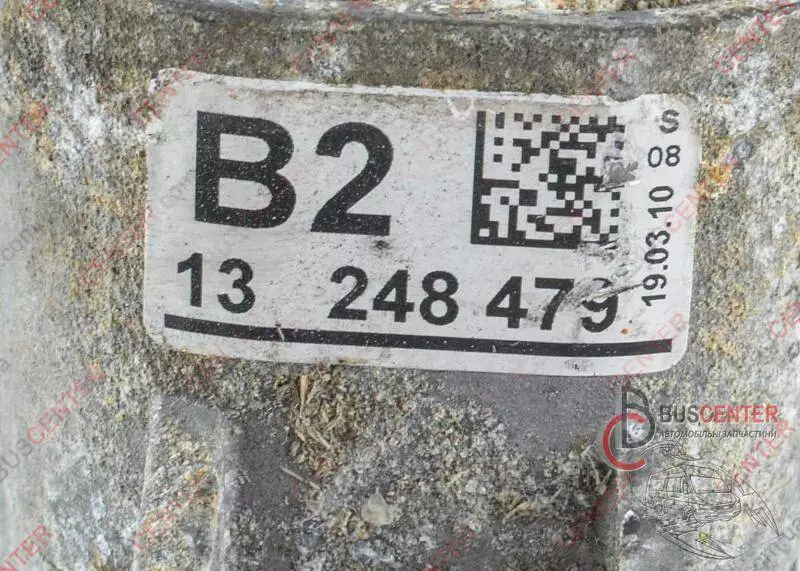 B2
S
08
19.03.10
13 248 479
BUSCENTER
АВТОМОБІЛЬНІ ЗАПЧАСТИНИ